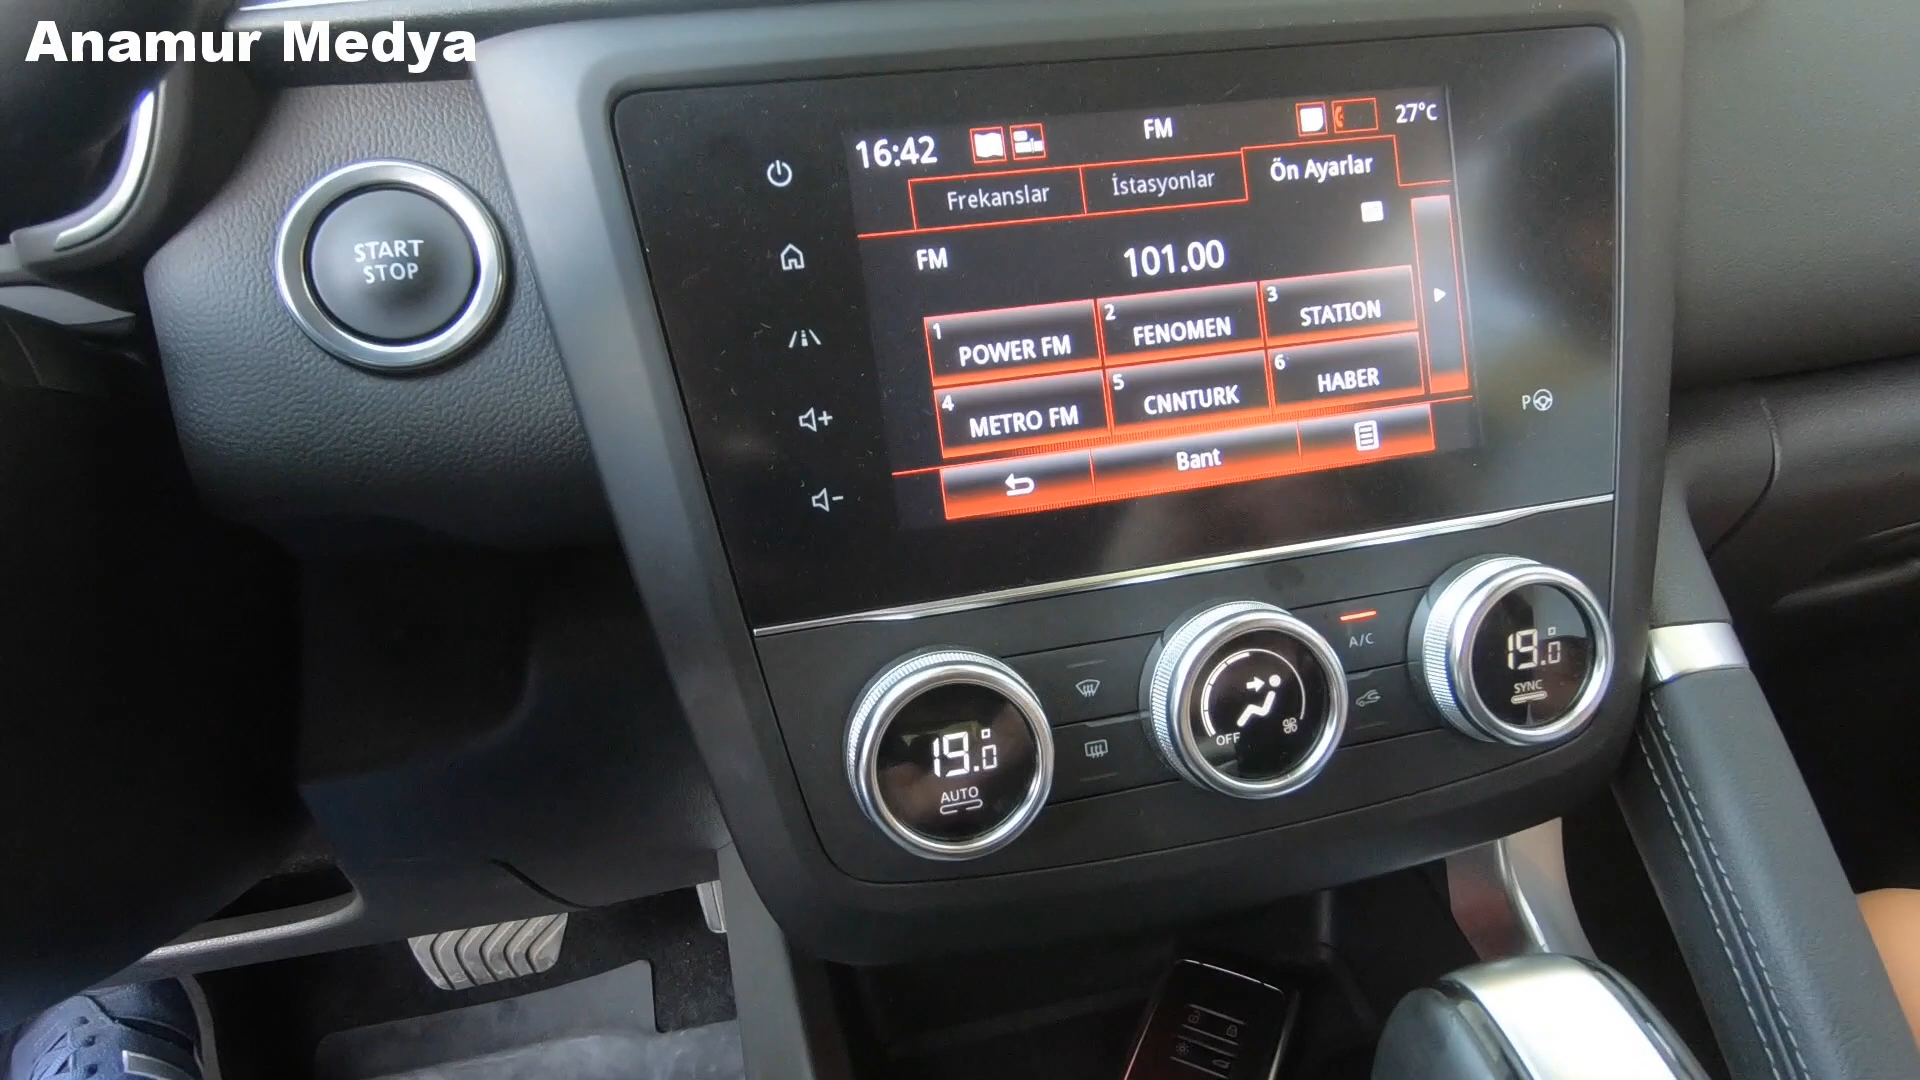 Anamur Medya
START
STOP
16:42
FM
27°C
Frekanslar
İstasyonlar
Ön Ayarlar
FM
101.00
1
POWER FM
2
FENOMEN
3
STATION
4
METRO FM
5
CNNTURK
6
HABER
Bant
P
A/C
19.0°
AUTO
OFF
19.0°
SYNC